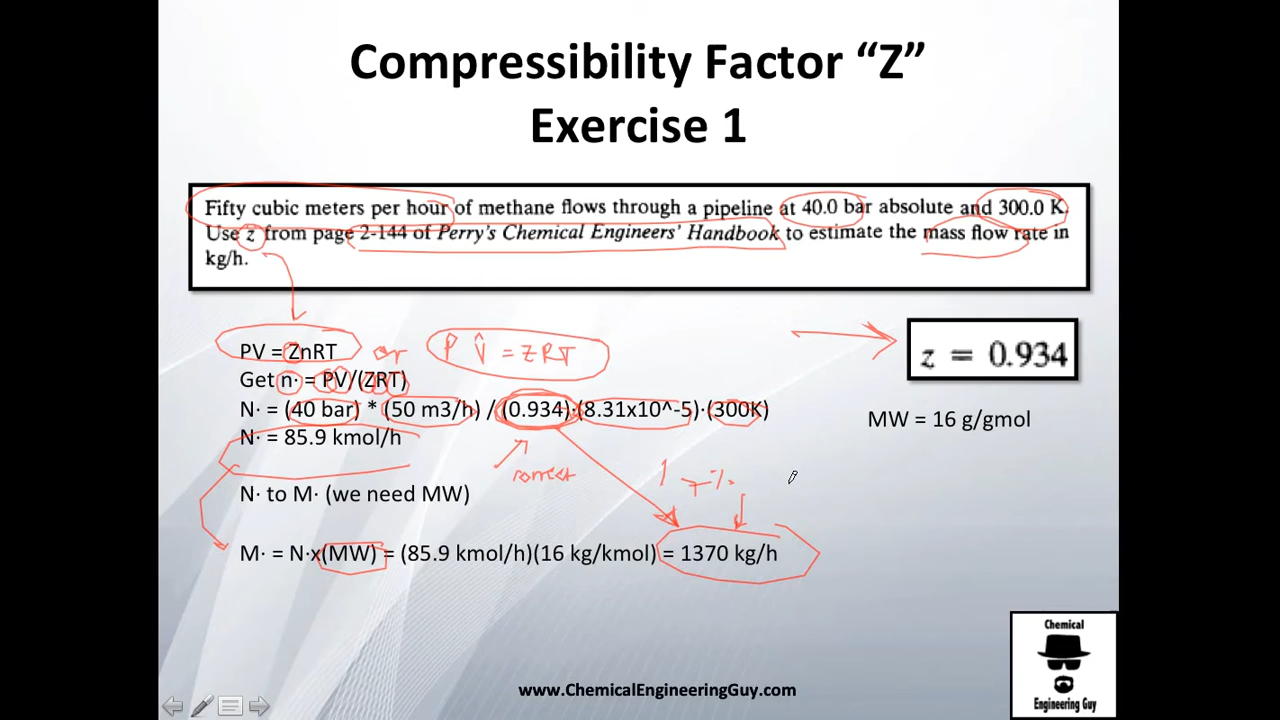 Compressibility Factor “Z”
Exercise 1
Fifty cubic meters per hour of methane flows through a pipeline at 40.0 bar absolute and 300.0 K.
Use z from page 2-144 of Perry's Chemical Engineers' Handbook to estimate the mass flow rate in
kg/h.
PV = ZnRT or P V̂ = ZRT
z = 0.934
Get n· = PV/(ZRT)
N· = (40 bar) * (50 m3/h) / (0.934)·(8.31x10^-5)·(300K)
MW = 16 g/gmol
N· = 85.9 kmol/h
N· to M· (we need MW)
M· = N·x(MW) = (85.9 kmol/h)(16 kg/kmol) = 1370 kg/h
Chemical
Engineering Guy
www.ChemicalEngineeringGuy.com